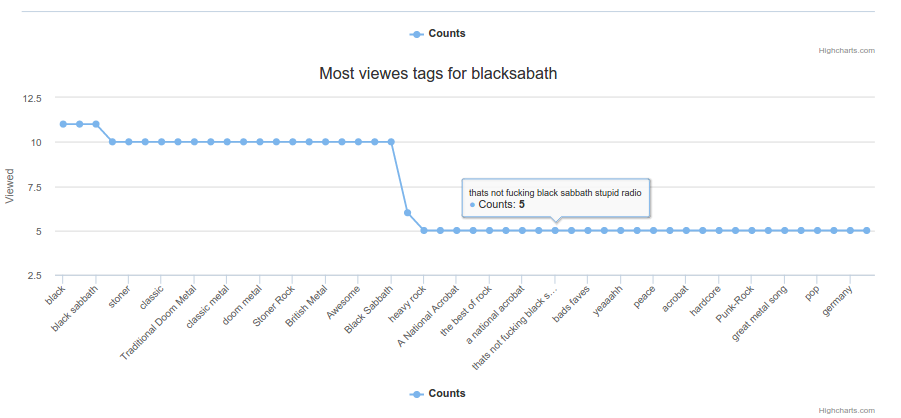 Counts
Highcharts.com
Most viewes tags for blacksabath
12.5
10
7.5
5
2.5
Viewed
thats not fucking black sabbath stupid radio
Counts: 5
black
black sabbath
stoner
classic
Traditional Doom Metal
classic metal
doom metal
Stoner Rock
British Metal
Awesome
Black Sabbath
heavy rock
A National Acrobat
the best of rock
a national acrobat
thats not fucking black s…
bads faves
yeaaahh
peace
acrobat
hardcore
Punk-Rock
great metal song
pop
germany
Counts
Highcharts.com